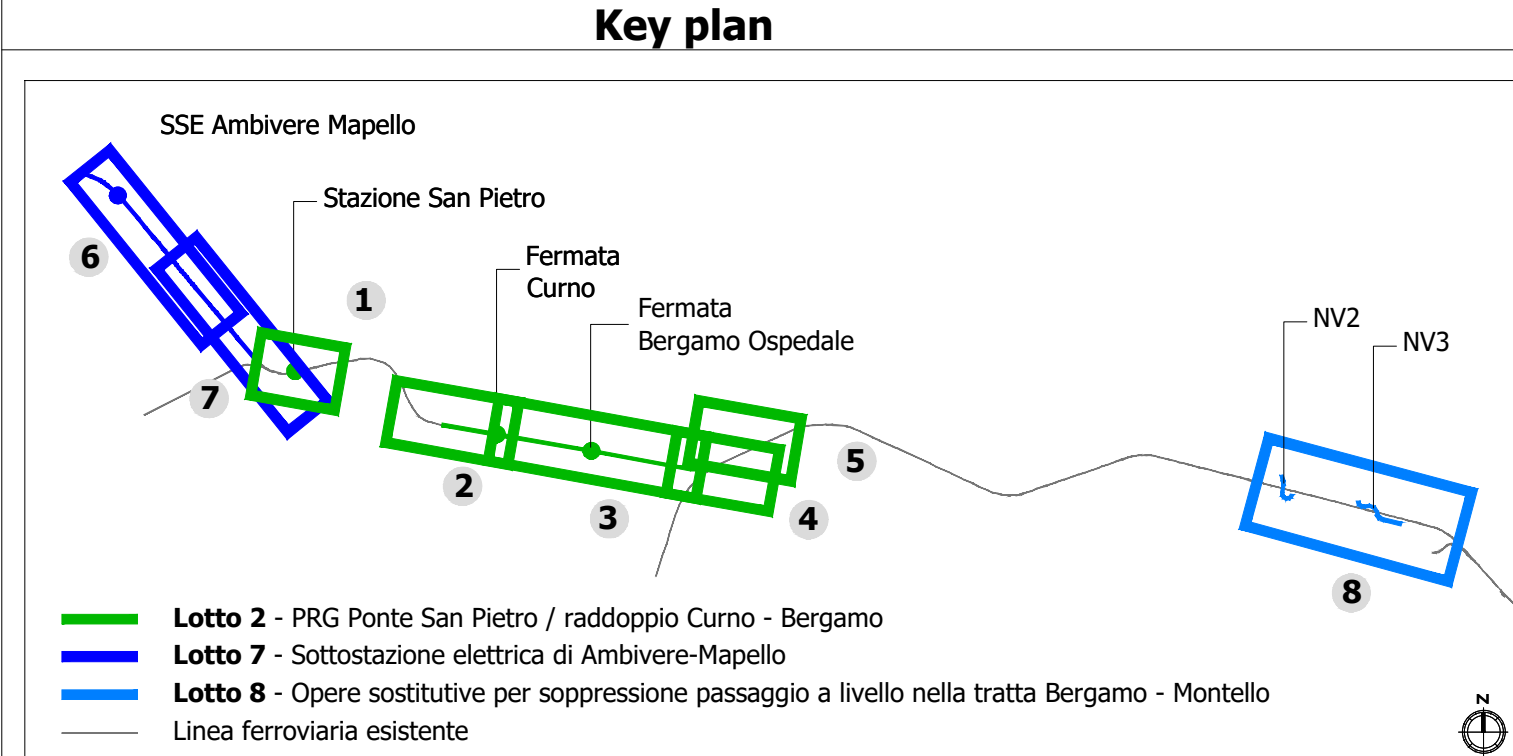 Key plan
SSE Ambivere Mapello
Stazione San Pietro
Fermata
Curno
Fermata
Bergamo Ospedale
NV2
NV3
6
1
7
2
3
4
5
8
Lotto 2 - PRG Ponte San Pietro / raddoppio Curno - Bergamo
Lotto 7 - Sottostazione elettrica di Ambivere-Mapello
Lotto 8 - Opere sostitutive per soppressione passaggio a livello nella tratta Bergamo - Montello
Linea ferroviaria esistente
N